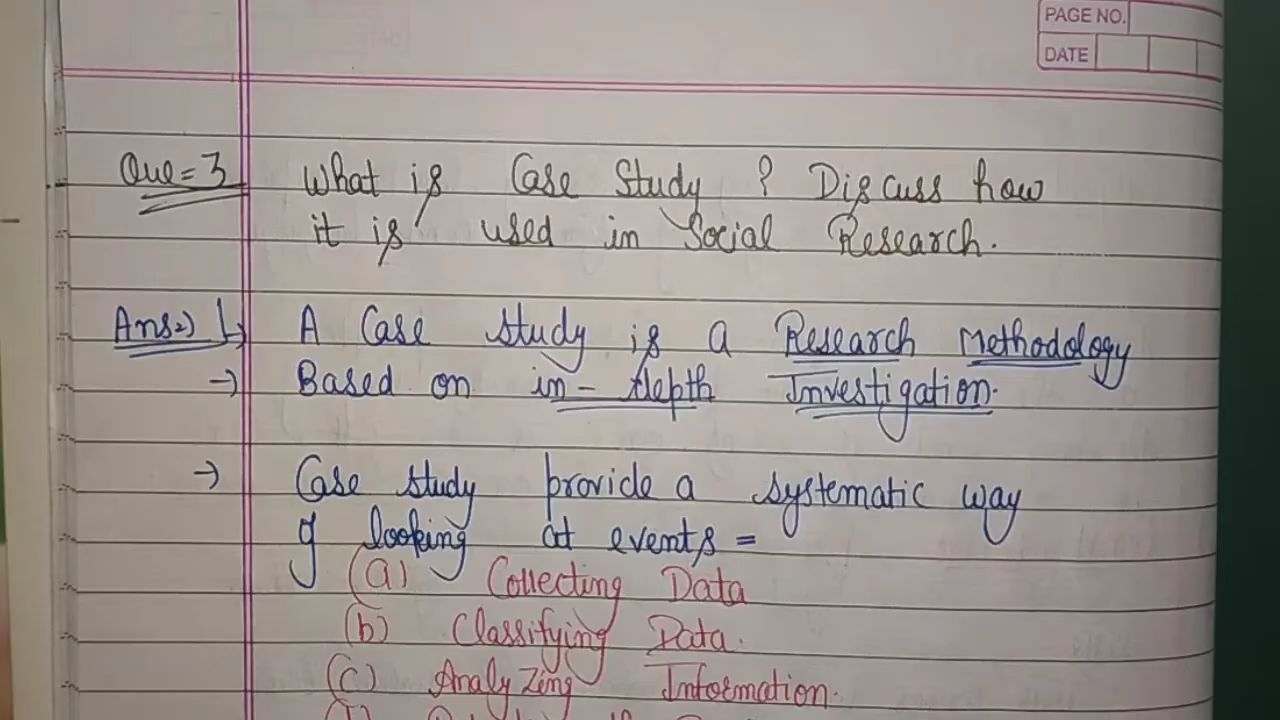 PAGE NO.
DATE
Que = 3 What is Case Study ? Discuss how
it is used in Social Research.
Ans=) ↳ A Case study is a Research Methodology
→ Based on in-depth Investigation.
→ Case study provide a systematic way
of looking at events =
(a) Collecting Data
(b) Classifying Data.
(c) Analyzing Information.